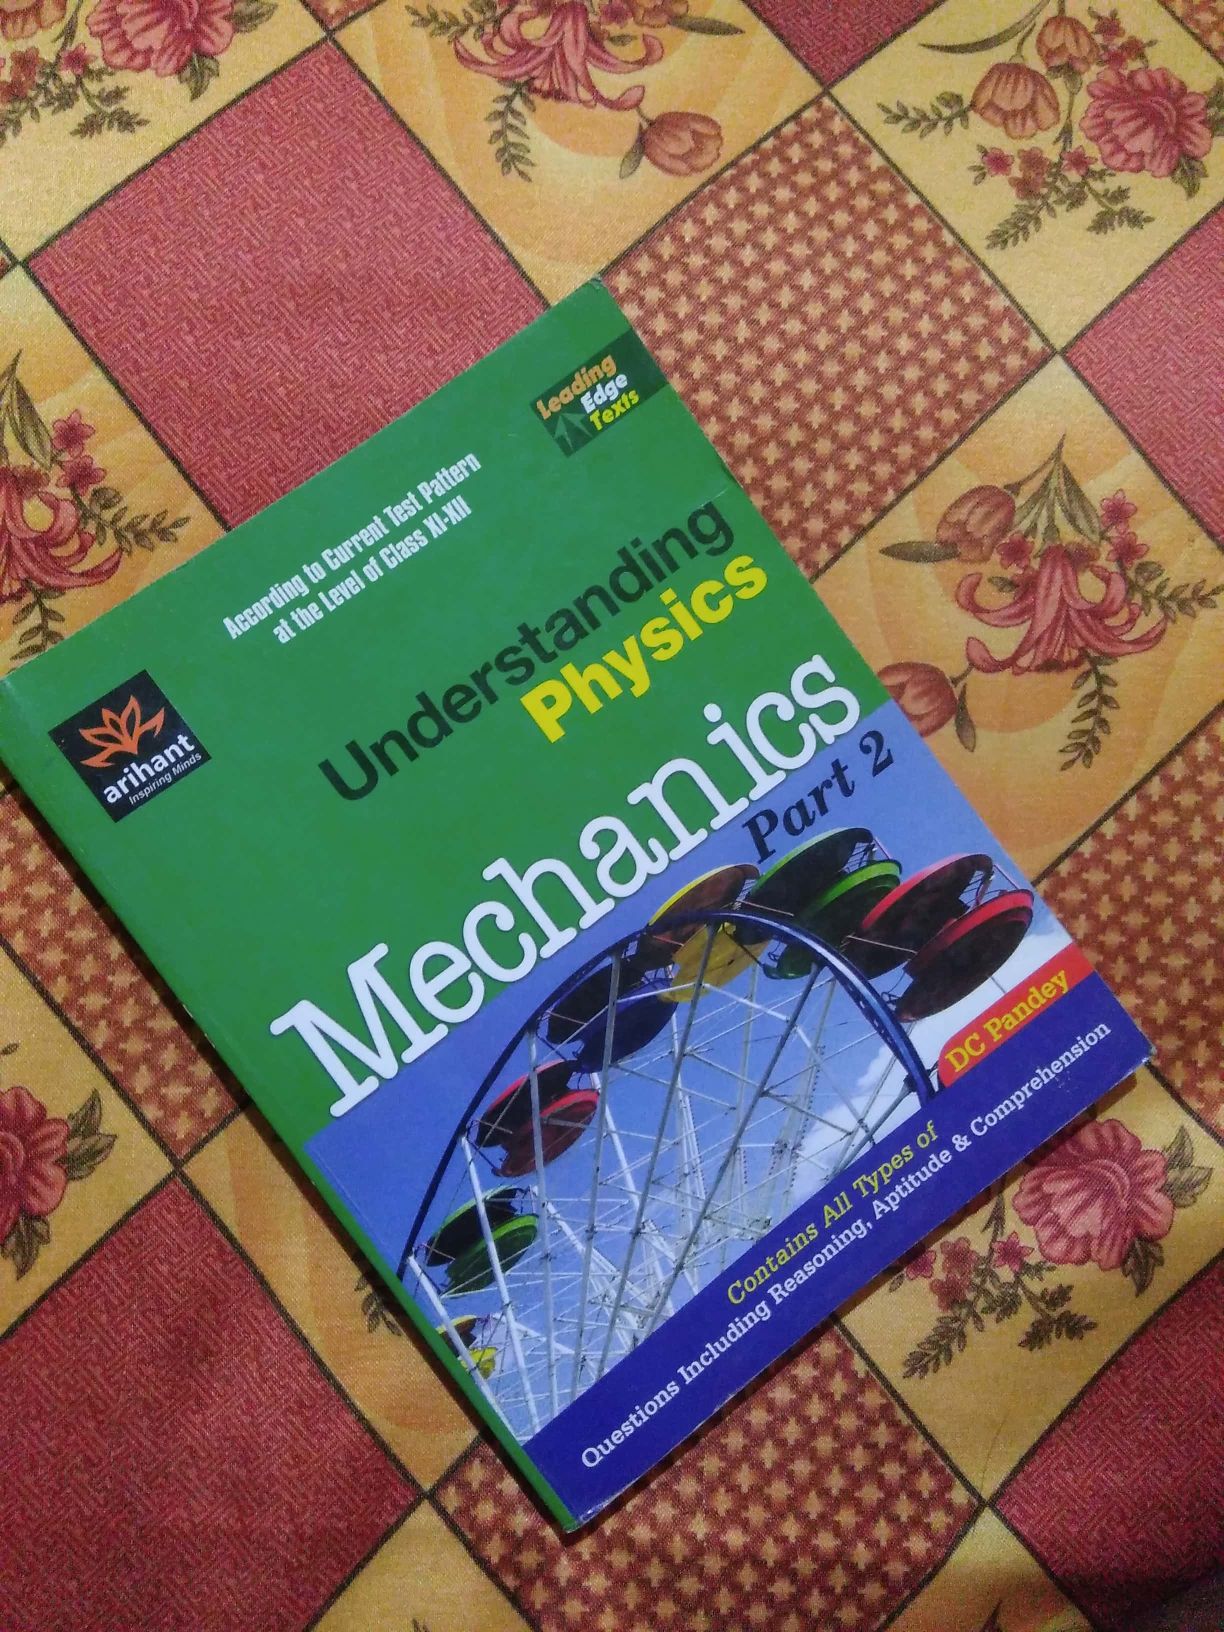 Leading
Edge
Texts
According to Current Test Pattern
at the Level of Class XI-XII
arihant
Inspiring Minds
Understanding
Physics
Mechanics
Part 2
DC Pandey
Contains All Types of
Questions Including Reasoning, Aptitude & Comprehension